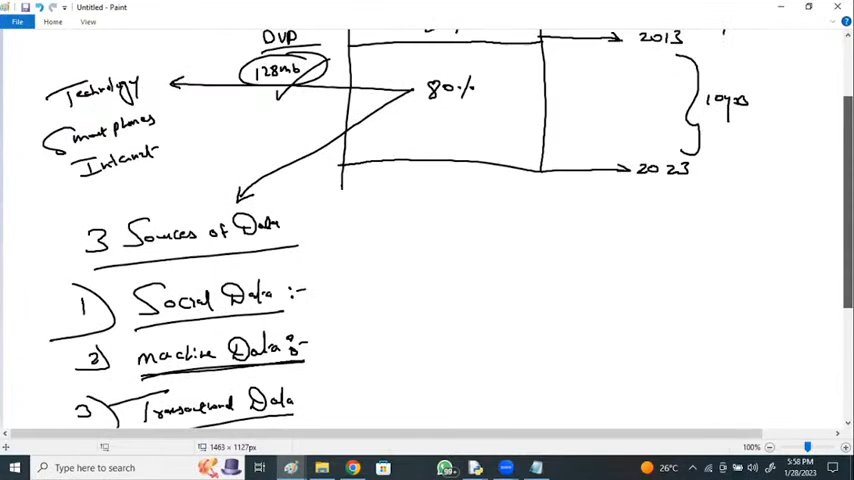 Untitled - Paint
File
Home
View
DVD
2013
128mb
Technology
80%
10yrs
Smart phones
Internet
2023
3 Sources of Data
1) Social Data :-
2) machine Data :-
3) Transactional Data
1463 × 1127px
100%
Type here to search
99+
26°C
5:58 PM
1/28/2023